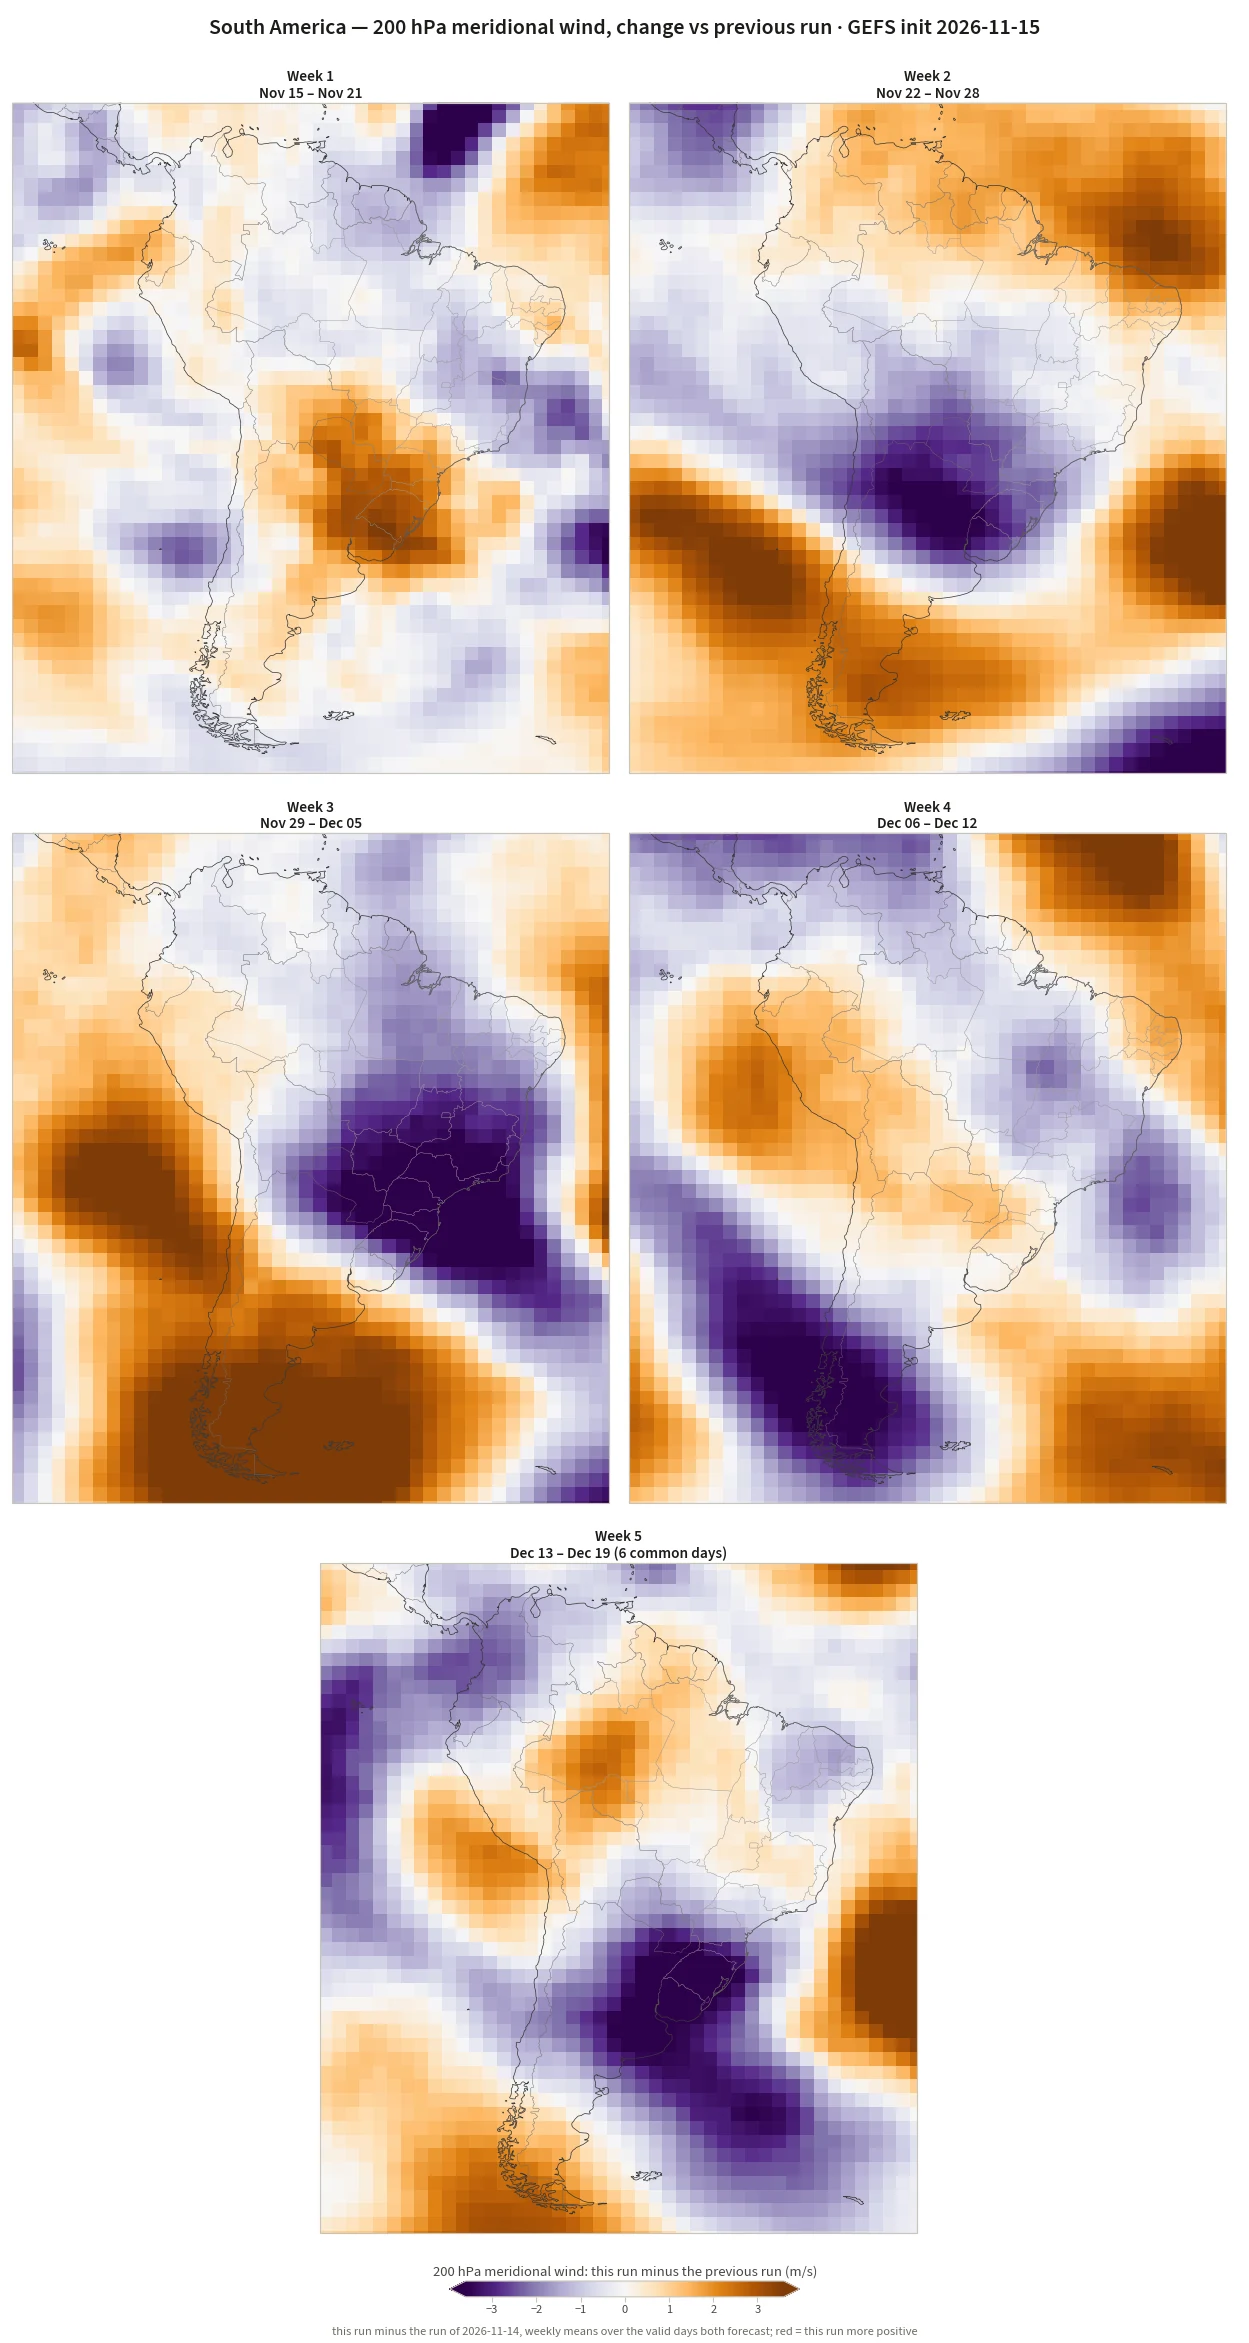 South America — 200 hPa meridional wind, change vs previous run · GEFS init 2026-11-15
Week 1
Nov 15 – Nov 21
Week 2
Nov 22 – Nov 28
Week 3
Nov 29 – Dec 05
Week 4
Dec 06 – Dec 12
Week 5
Dec 13 – Dec 19 (6 common days)
200 hPa meridional wind: this run minus the previous run (m/s)
−3 −2 −1 0 1 2 3
this run minus the run of 2026-11-14, weekly means over the valid days both forecast; red = this run more positive